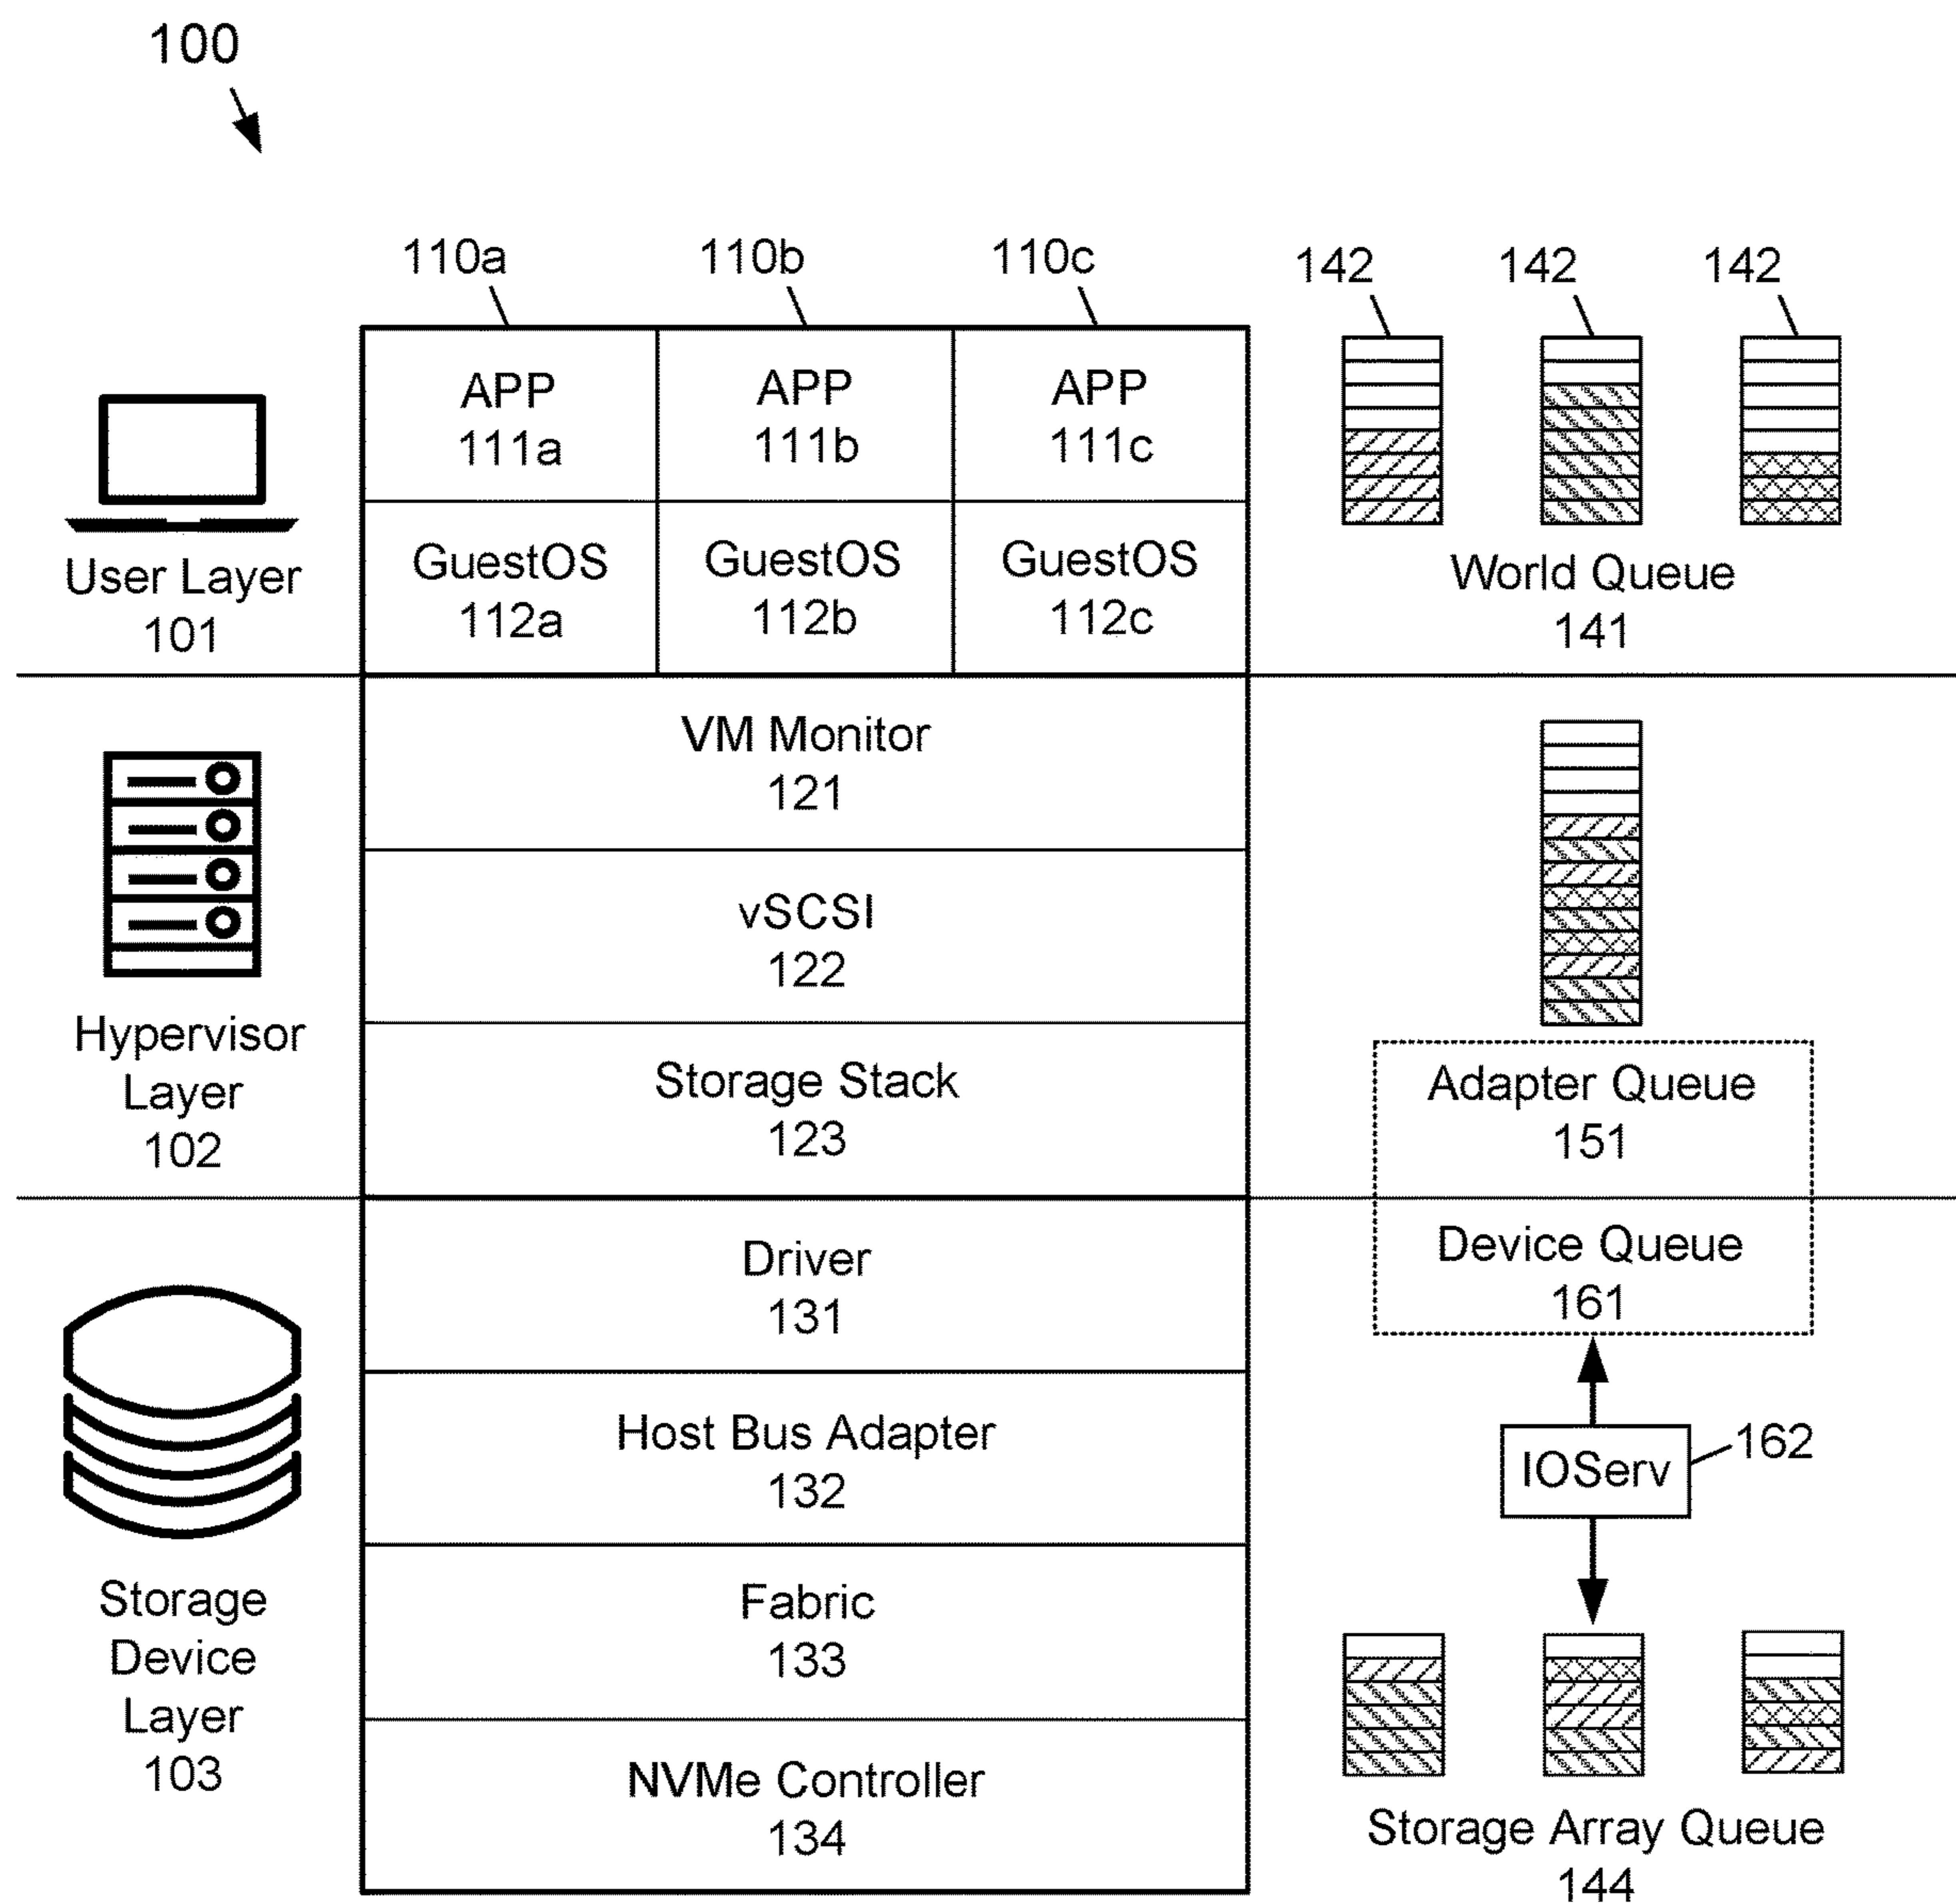 100
110a
110b
110c
142
142
142
APP
111a
APP
111b
APP
111c
GuestOS
112a
GuestOS
112b
GuestOS
112c
User Layer
101
World Queue
141
VM Monitor
121
vSCSI
122
Storage Stack
123
Hypervisor
Layer
102
Adapter Queue
151
Device Queue
161
Driver
131
Host Bus Adapter
132
IOServ
162
Fabric
133
NVMe Controller
134
Storage
Device
Layer
103
Storage Array Queue
144